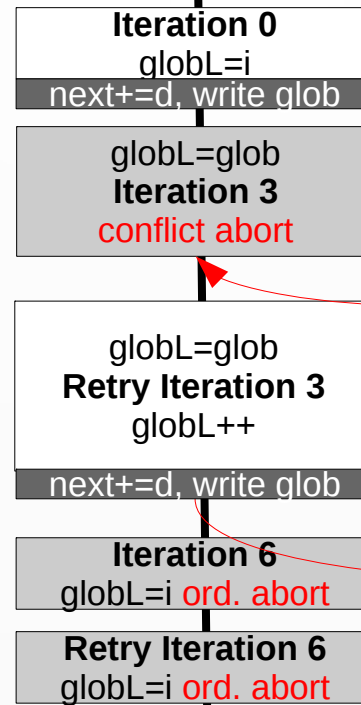 Iteration 0
globL=i
next+=d, write glob
globL=glob
Iteration 3
conflict abort
globL=glob
Retry Iteration 3
globL++
next+=d, write glob
Iteration 6
globL=i ord. abort
Retry Iteration 6
globL=i ord. abort